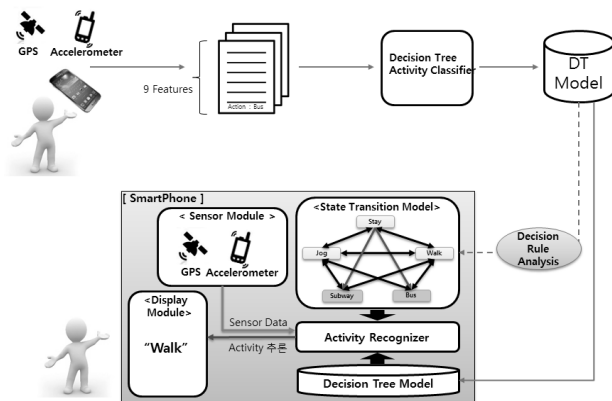 GPS
Accelerometer
9 Features
Action : Bus
Decision Tree
Activity Classifier
DT
Model
[ SmartPhone ]
< Sensor Module >
GPS
Accelerometer
<State Transition Model>
Stay
Jog
Walk
Subway
Bus
Decision
Rule
Analysis
<Display
Module>
"Walk"
Sensor Data
Activity 추론
Activity Recognizer
Decision Tree Model